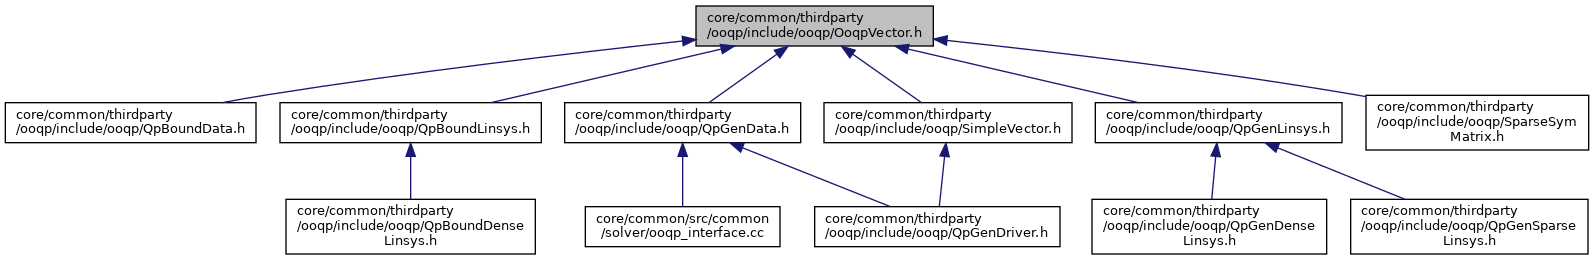 core/common/thirdparty
/ooqp/include/ooqp/OoqpVector.h
core/common/thirdparty
/ooqp/include/ooqp/QpBoundData.h
core/common/thirdparty
/ooqp/include/ooqp/QpBoundLinsys.h
core/common/thirdparty
/ooqp/include/ooqp/QpGenData.h
core/common/thirdparty
/ooqp/include/ooqp/SimpleVector.h
core/common/thirdparty
/ooqp/include/ooqp/QpGenLinsys.h
core/common/thirdparty
/ooqp/include/ooqp/SparseSym
Matrix.h
core/common/thirdparty
/ooqp/include/ooqp/QpBoundDense
Linsys.h
core/common/src/common
/solver/ooqp_interface.cc
core/common/thirdparty
/ooqp/include/ooqp/QpGenDriver.h
core/common/thirdparty
/ooqp/include/ooqp/QpGenDense
Linsys.h
core/common/thirdparty
/ooqp/include/ooqp/QpGenSparse
Linsys.h